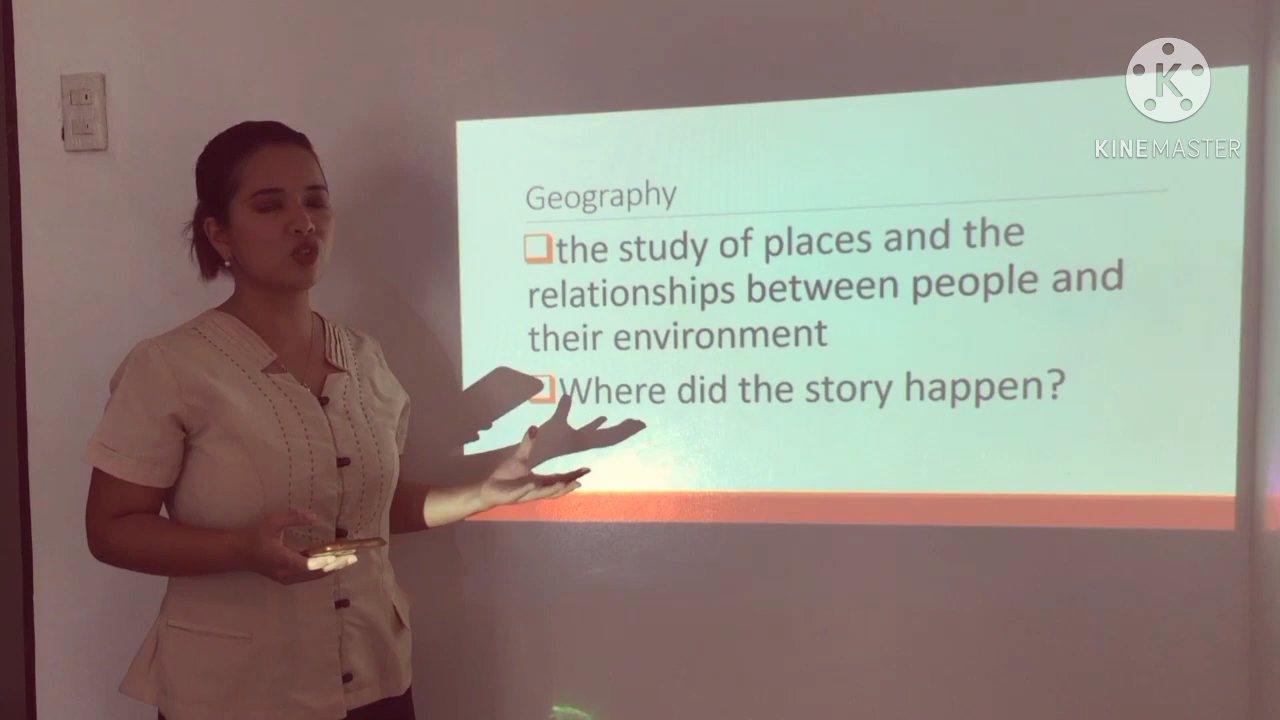 K
KINEMASTER
Geography
the study of places and the
relationships between people and
their environment
Where did the story happen?